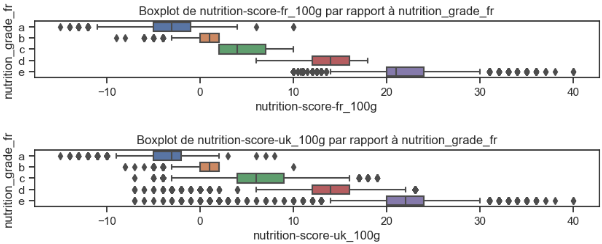 Boxplot de nutrition-score-fr_100g par rapport à nutrition_grade_fr
nutrition_grade_fr
a
b
c
d
e
−10 0 10 20 30 40
nutrition-score-fr_100g
Boxplot de nutrition-score-uk_100g par rapport à nutrition_grade_fr
nutrition_grade_fr
a
b
c
d
e
−10 0 10 20 30 40
nutrition-score-uk_100g